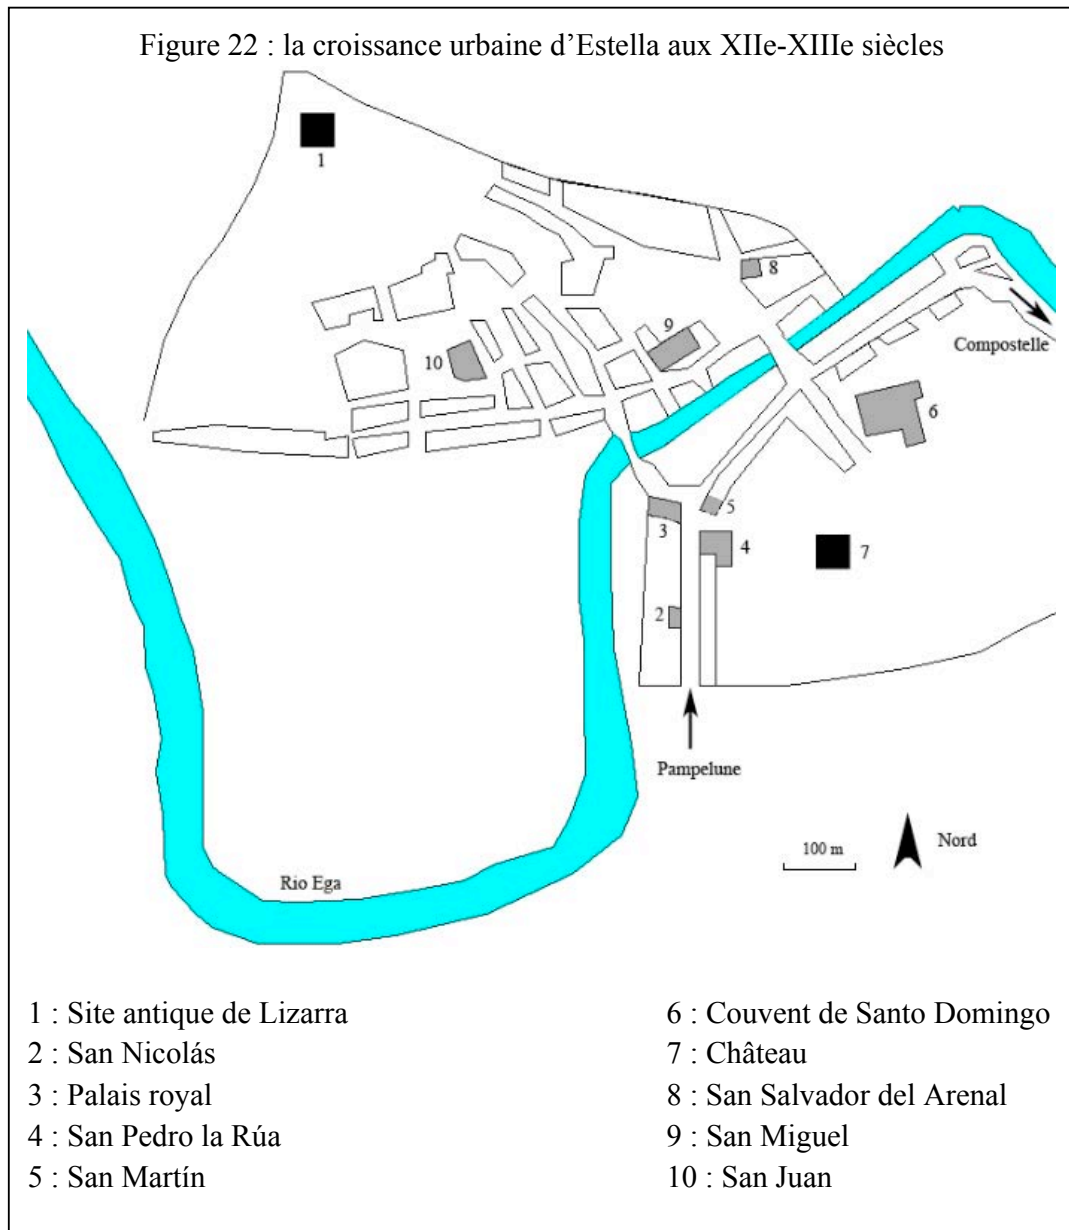 Figure 22 : la croissance urbaine d’Estella aux XIIe-XIIIe siècles
1
8
9
Compostelle
10
6
5
3
4
7
2
Pampelune
100 m
Nord
Rio Ega
1 : Site antique de Lizarra
2 : San Nicolás
3 : Palais royal
4 : San Pedro la Rúa
5 : San Martín
6 : Couvent de Santo Domingo
7 : Château
8 : San Salvador del Arenal
9 : San Miguel
10 : San Juan